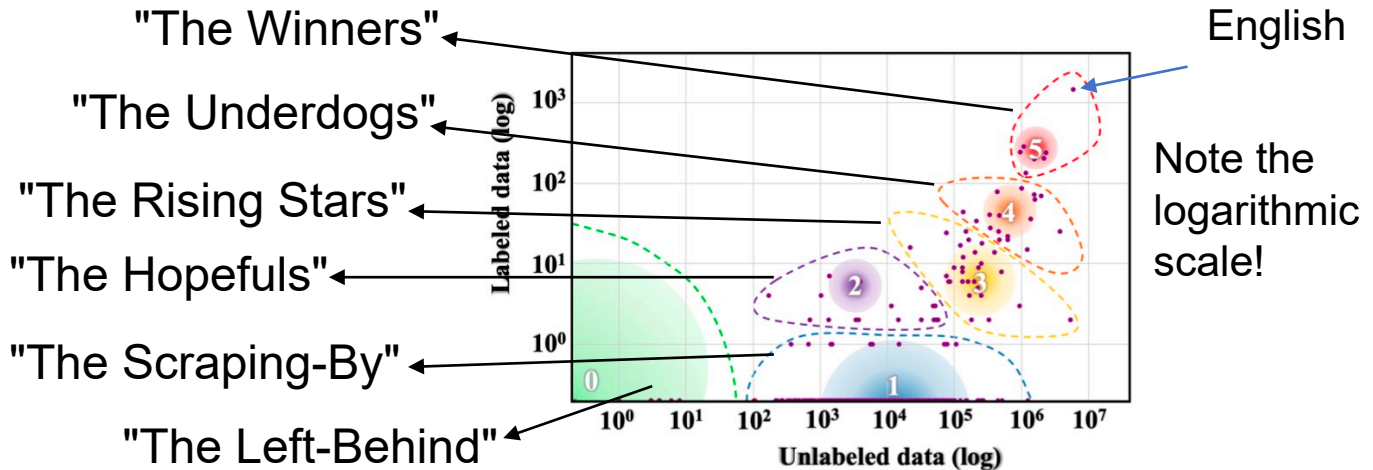 "The Winners"
"The Underdogs"
"The Rising Stars"
"The Hopefuls"
"The Scraping-By"
"The Left-Behind"
Labeled data (log)
10³
10²
10¹
10⁰
5
4
3
2
1
0
10⁰ 10¹ 10² 10³ 10⁴ 10⁵ 10⁶ 10⁷
Unlabeled data (log)
English
Note the
logarithmic
scale!